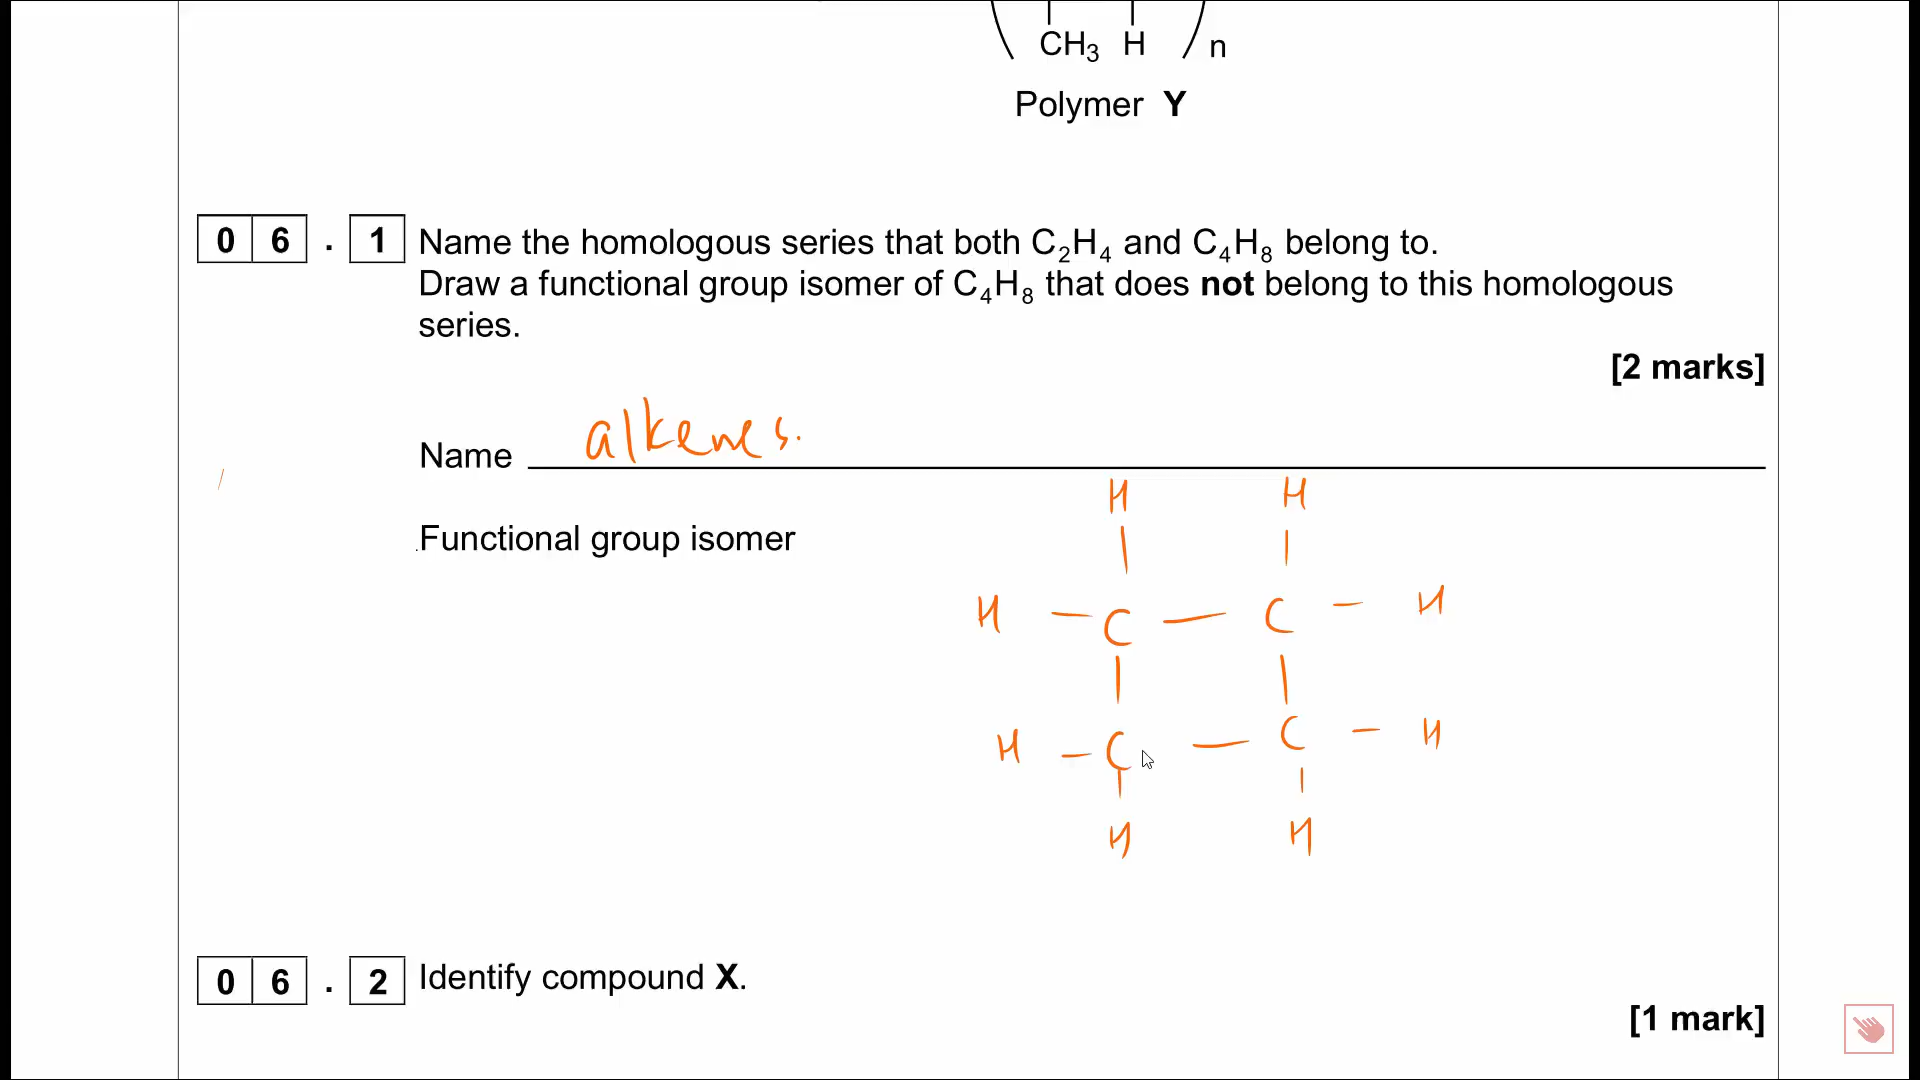 CH₃ H n
Polymer Y
0 6 . 1 Name the homologous series that both C₂H₄ and C₄H₈ belong to.
Draw a functional group isomer of C₄H₈ that does not belong to this homologous
series.
[2 marks]
Name alkenes.
H H
Functional group isomer
H – C – C – H
H – C – C – H
H H
0 6 . 2 Identify compound X.
[1 mark]